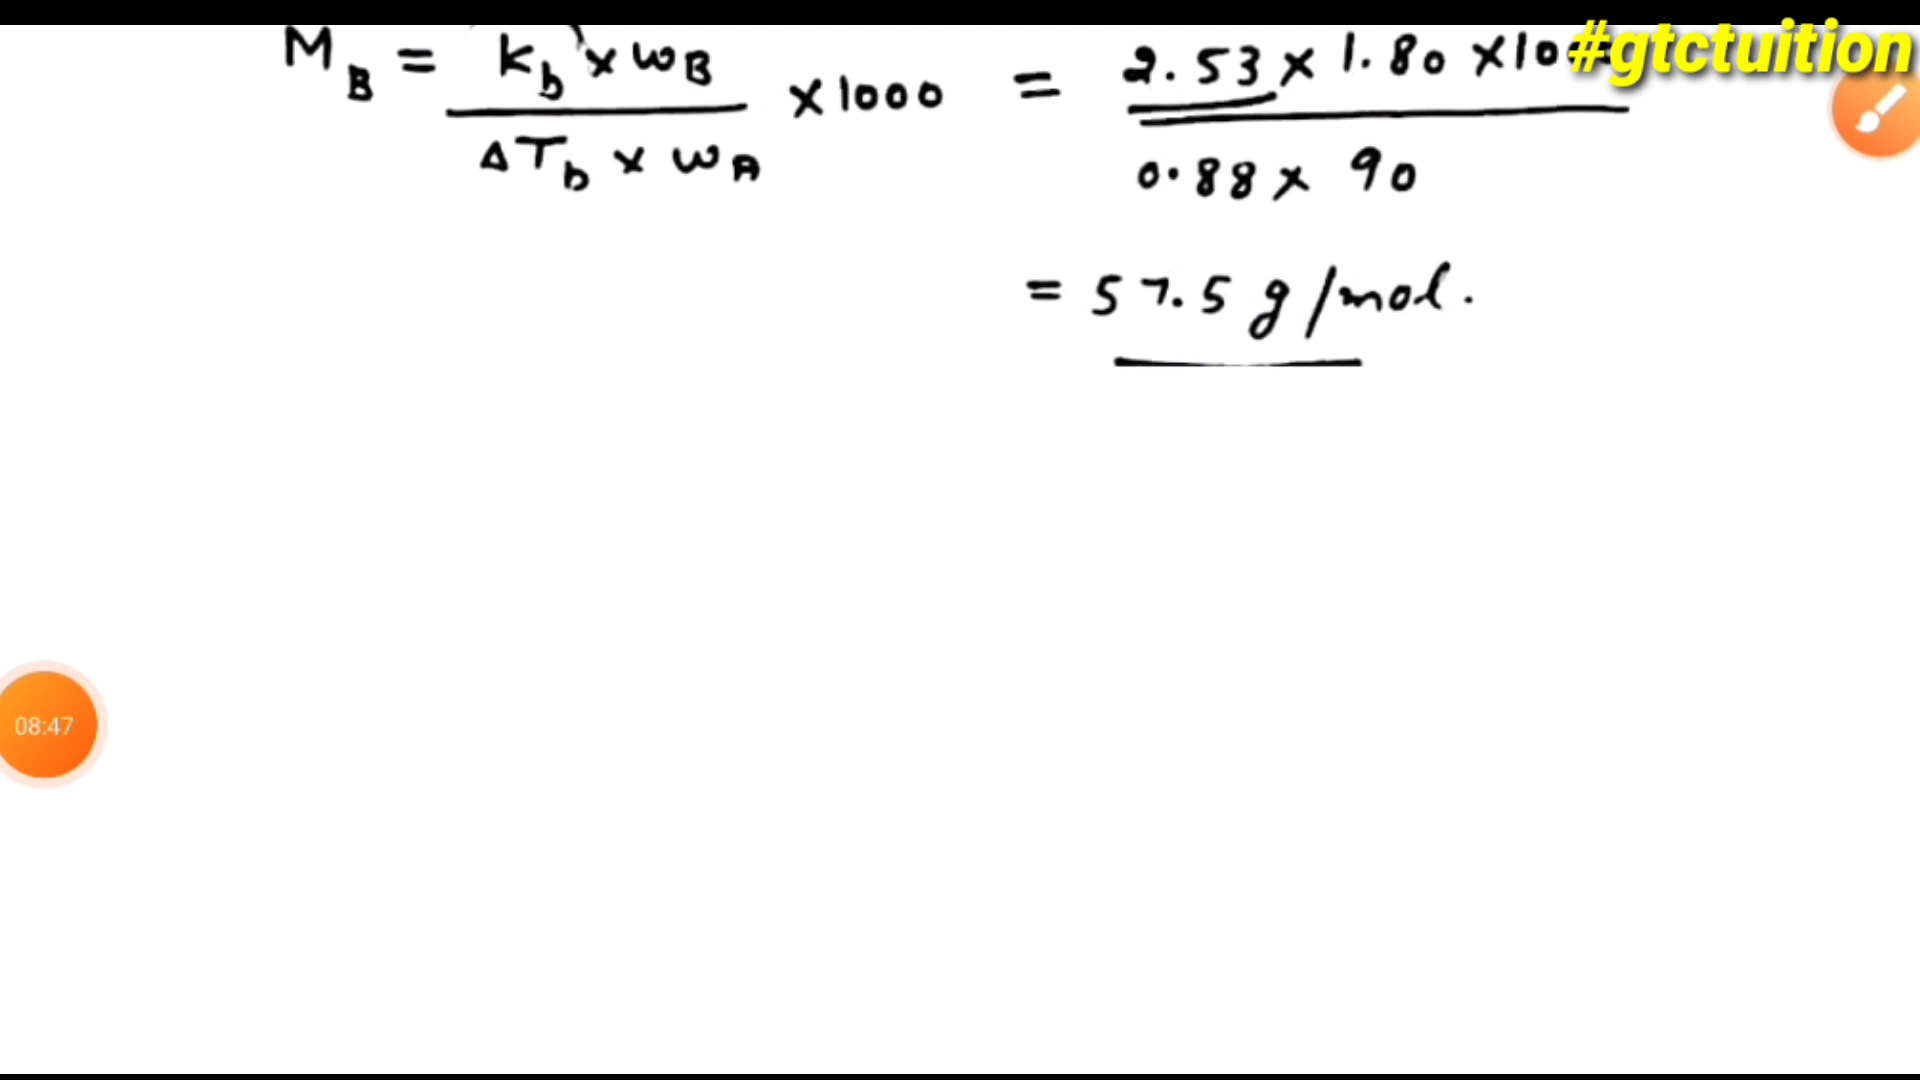 #gtctuition
M_B = K_b × w_B / ΔT_b × w_A × 1000 = 2.53 × 1.80 × / 0.88 × 90
= 57.5 g/mol.
08:47